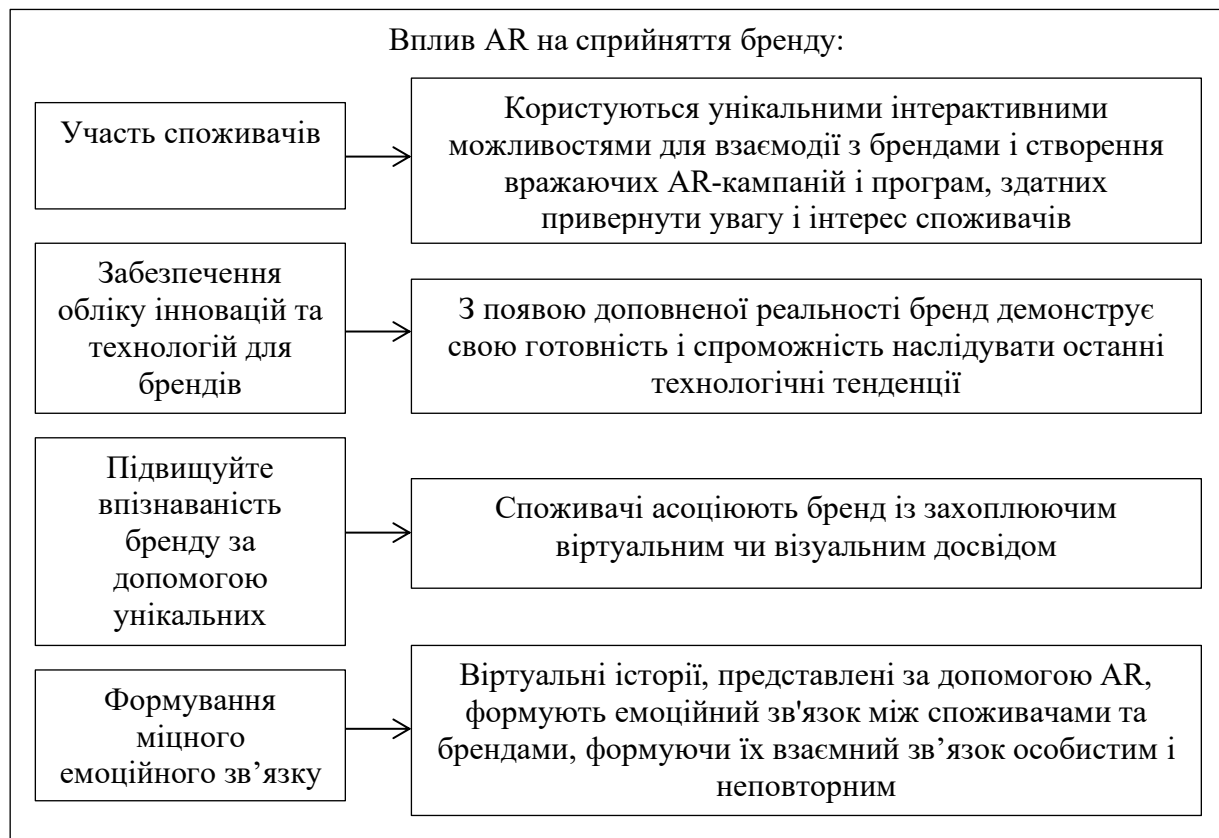 Вплив AR на сприйняття бренду:
Участь споживачів
Користуються унікальними інтерактивними
можливостями для взаємодії з брендами і створення
вражаючих AR-кампаній і програм, здатних
привернути увагу і інтерес споживачів
Забезпечення
обліку інновацій та
технологій для
брендів
З появою доповненої реальності бренд демонструє
свою готовність і спроможність наслідувати останні
технологічні тенденції
Підвищуйте
впізнаваність
бренду за
допомогою
унікальних
Споживачі асоціюють бренд із захоплюючим
віртуальним чи візуальним досвідом
Формування
міцного
емоційного зв’язку
Віртуальні історії, представлені за допомогою AR,
формують емоційний зв'язок між споживачами та
брендами, формуючи їх взаємний зв’язок особистим і
неповторним